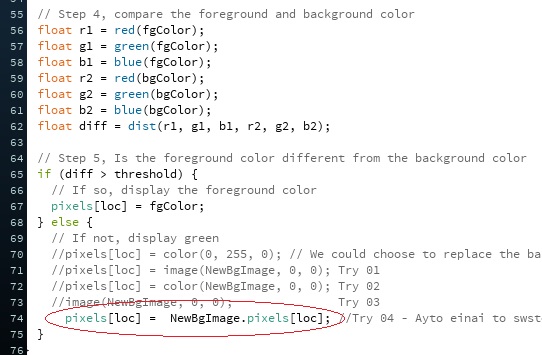 55 // Step 4, compare the foreground and background color
56 float r1 = red(fgColor);
57 float g1 = green(fgColor);
58 float b1 = blue(fgColor);
59 float r2 = red(bgColor);
60 float g2 = green(bgColor);
61 float b2 = blue(bgColor);
62 float diff = dist(r1, g1, b1, r2, g2, b2);
63
64 // Step 5, Is the foreground color different from the background color
65 if (diff > threshold) {
66 // If so, display the foreground color
67 pixels[loc] = fgColor;
68 } else {
69 // If not, display green
70 //pixels[loc] = color(0, 255, 0); // We could choose to replace the ba
71 //pixels[loc] = image(NewBgImage, 0, 0); Try 01
72 //pixels[loc] = color(NewBgImage, 0, 0); Try 02
73 //image(NewBgImage, 0, 0); Try 03
74 pixels[loc] = NewBgImage.pixels[loc]; //Try 04 - Ayto einai to swst
75 }
76